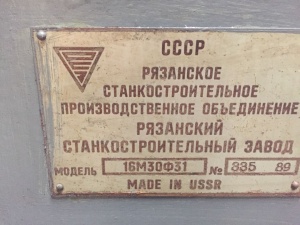 СССР
РЯЗАНСКОЕ
СТАНКОСТРОИТЕЛЬНОЕ
ПРОИЗВОДСТВЕННОЕ ОБЪЕДИНЕНИЕ
РЯЗАНСКИЙ
СТАНКОСТРОИТЕЛЬНЫЙ ЗАВОД
МОДЕЛЬ 16М30Ф31 № 335 89
MADE IN USSR